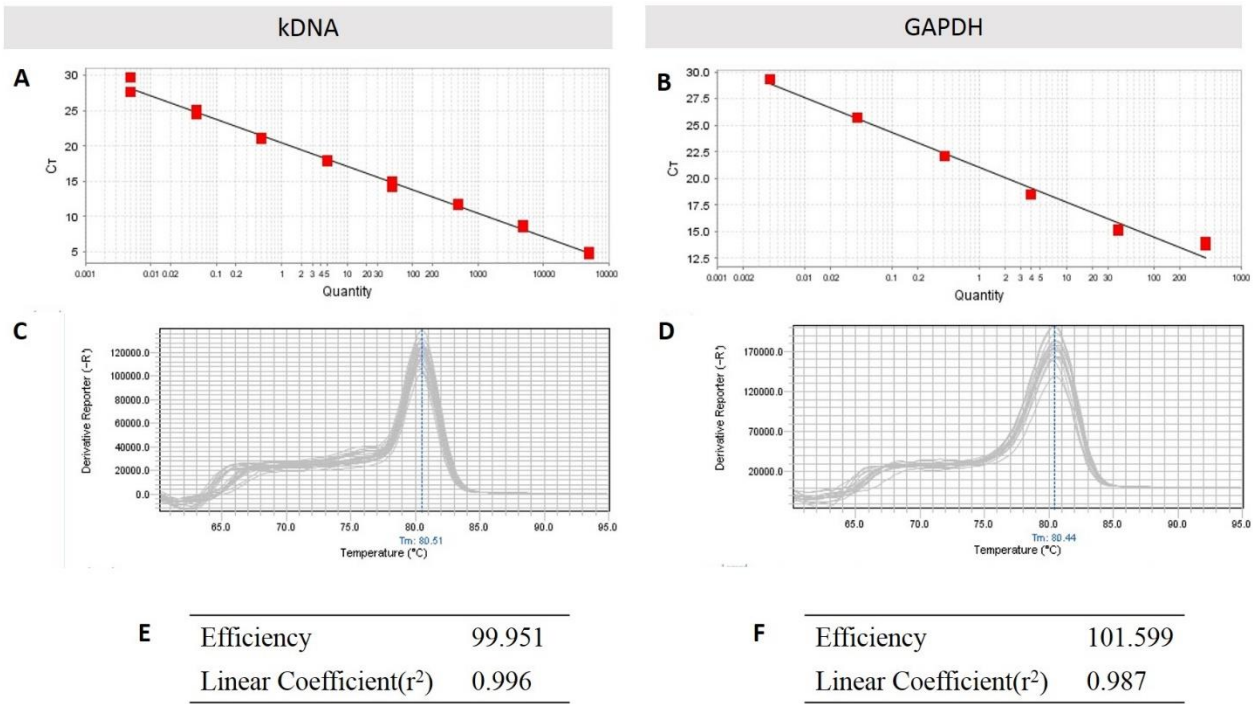 kDNA
GAPDH
A
30
25
20
15
10
5
CT
0.001 0.01 0.02 0.1 0.2 1 2 3 4 5 10 20 30 100 200 1000 10000 100000
Quantity
B
30.0
27.5
25.0
22.5
20.0
17.5
15.0
12.5
CT
0.001 0.002 0.01 0.02 0.1 0.2 1 2 3 4 5 10 20 30 100 200 1000
Quantity
C
Derivative Reporter (-R')
120000.0
100000.0
80000.0
60000.0
40000.0
20000.0
0.0
65.0 70.0 75.0 80.0 85.0 90.0 95.0
Tm: 80.51
Temperature (°C)
D
Derivative Reporter (-R')
170000.0
120000.0
70000.0
20000.0
65.0 70.0 75.0 80.0 85.0 90.0 95.0
Tm: 80.44
Temperature (°C)
E
Efficiency 99.951
Linear Coefficient(r²) 0.996
F
Efficiency 101.599
Linear Coefficient(r²) 0.987